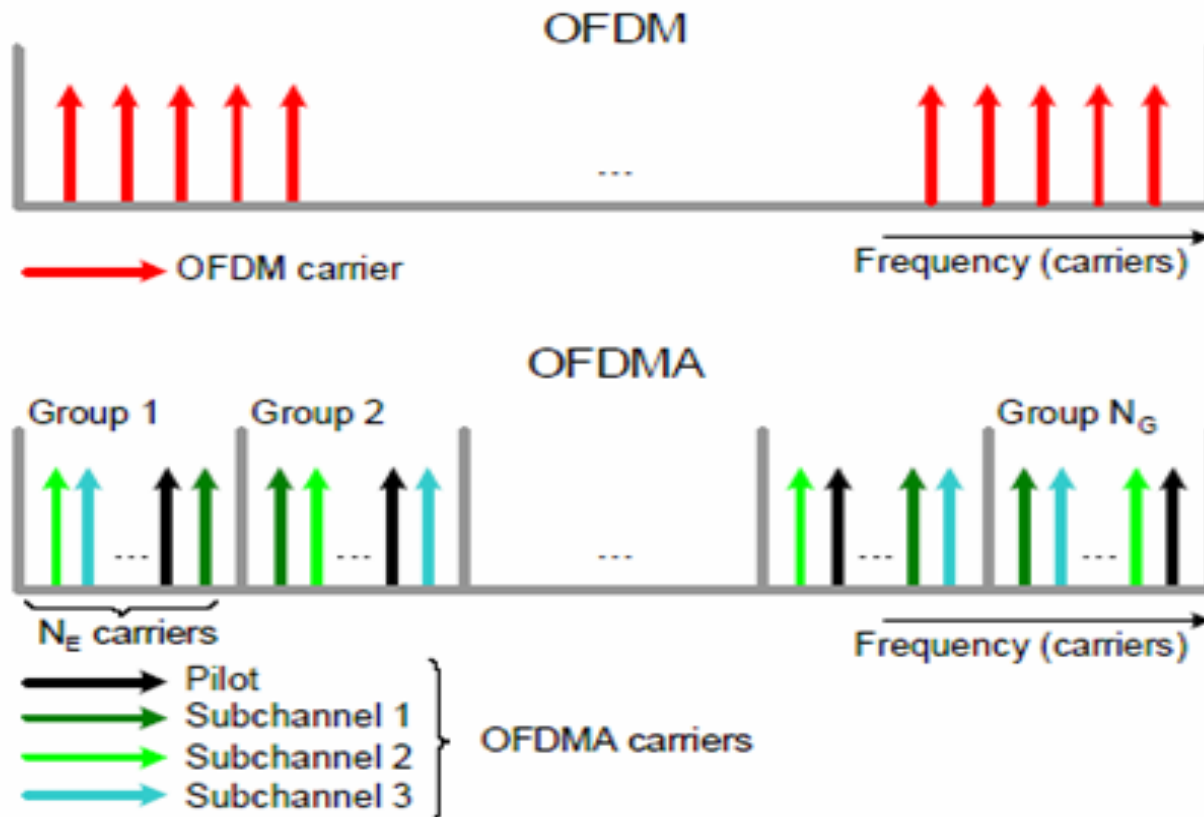 OFDM
...
OFDM carrier
Frequency (carriers)
OFDMA
Group 1
Group 2
Group N_G
... ... ... ... ...
N_E carriers
Frequency (carriers)
Pilot
Subchannel 1
Subchannel 2
Subchannel 3
OFDMA carriers